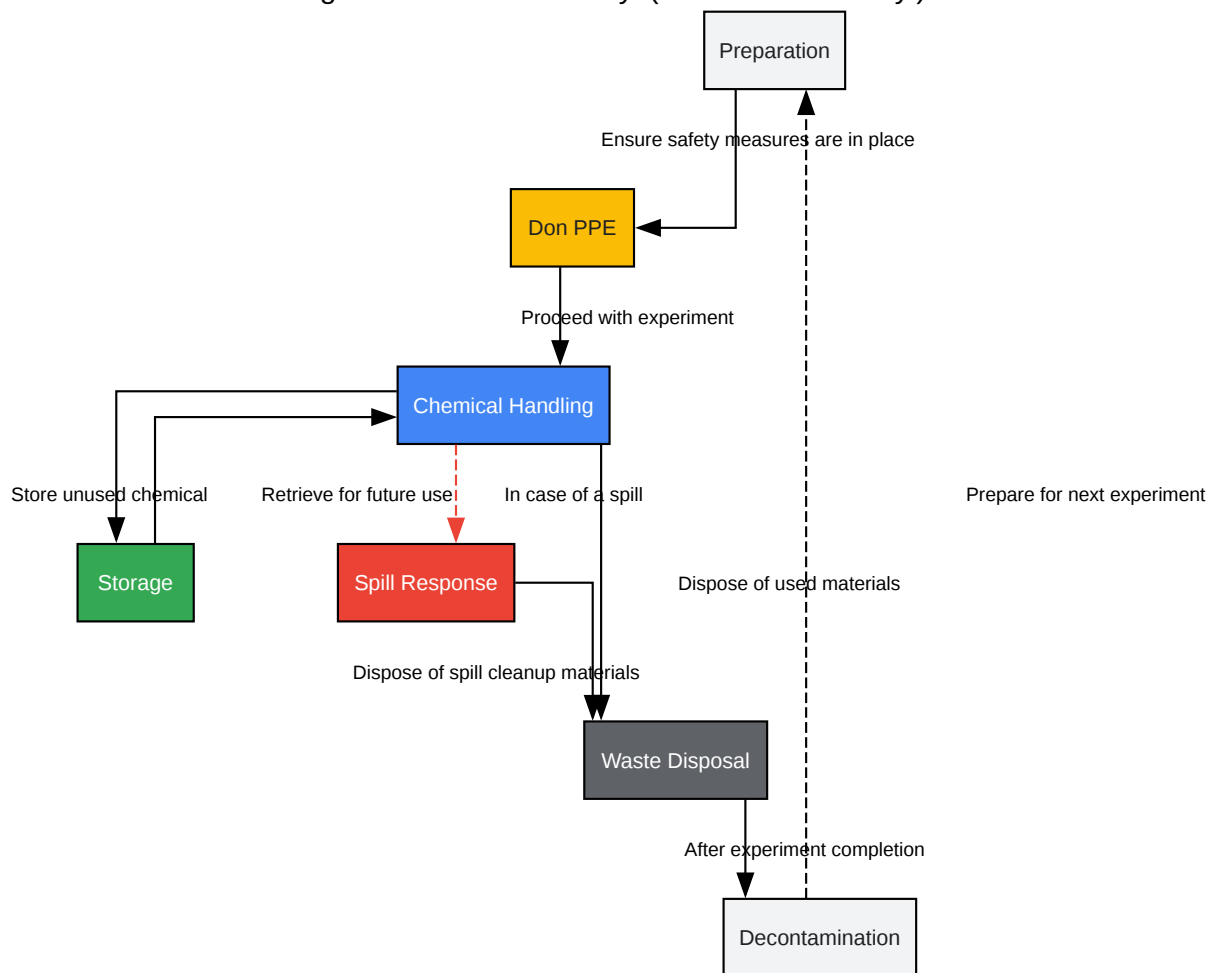 Preparation
Ensure safety measures are in place
Don PPE
Proceed with experiment
Chemical Handling
Store unused chemical
Retrieve for future use
In case of a spill
Prepare for next experiment
Storage
Spill Response
Dispose of used materials
Dispose of spill cleanup materials
Waste Disposal
After experiment completion
Decontamination